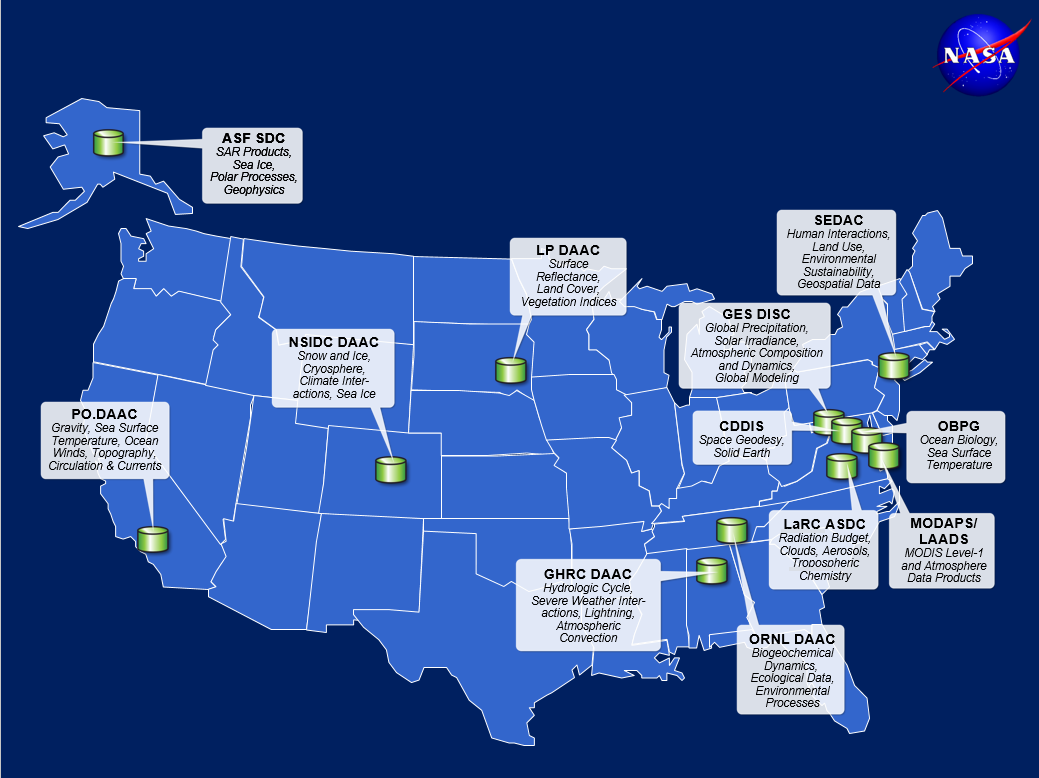 NASA
ASF SDC
SAR Products,
Sea Ice,
Polar Processes,
Geophysics
SEDAC
Human Interactions,
Land Use,
Environmental
Sustainability,
Geospatial Data
LP DAAC
Surface
Reflectance,
Land Cover,
Vegetation Indices
GES DISC
Global Precipitation,
Solar Irradiance,
Atmospheric Composition
and Dynamics,
Global Modeling
NSIDC DAAC
Snow and Ice,
Cryosphere,
Climate Inter-
actions, Sea Ice
PO.DAAC
Gravity, Sea Surface
Temperature, Ocean
Winds, Topography,
Circulation & Currents
CDDIS
Space Geodesy,
Solid Earth
OBPG
Ocean Biology,
Sea Surface
Temperature
LaRC ASDC
Radiation Budget,
Clouds, Aerosols,
Tropospheric
Chemistry
MODAPS/
LAADS
MODIS Level-1
and Atmosphere
Data Products
GHRC DAAC
Hydrologic Cycle,
Severe Weather Inter-
actions, Lightning,
Atmospheric
Convection
ORNL DAAC
Biogeochemical
Dynamics,
Ecological Data,
Environmental
Processes